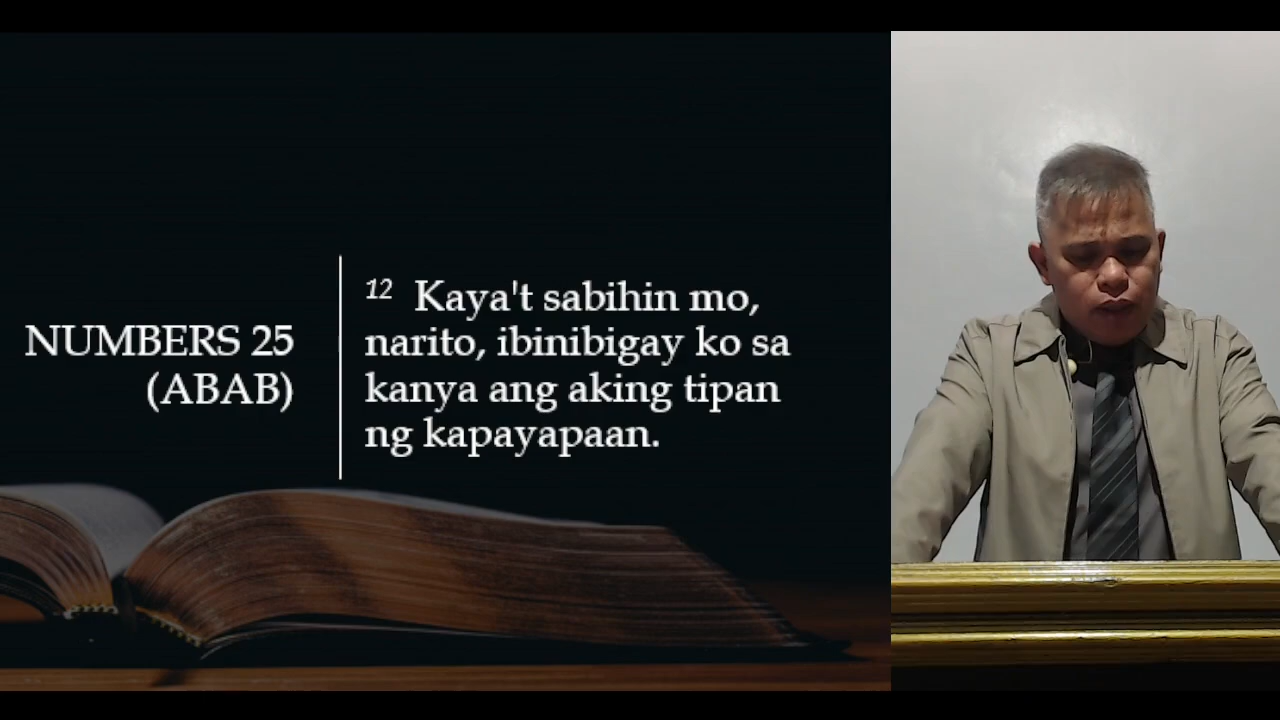 NUMBERS 25
(ABAB)
12 Kaya't sabihin mo,
narito, ibinibigay ko sa
kanya ang aking tipan
ng kapayapaan.